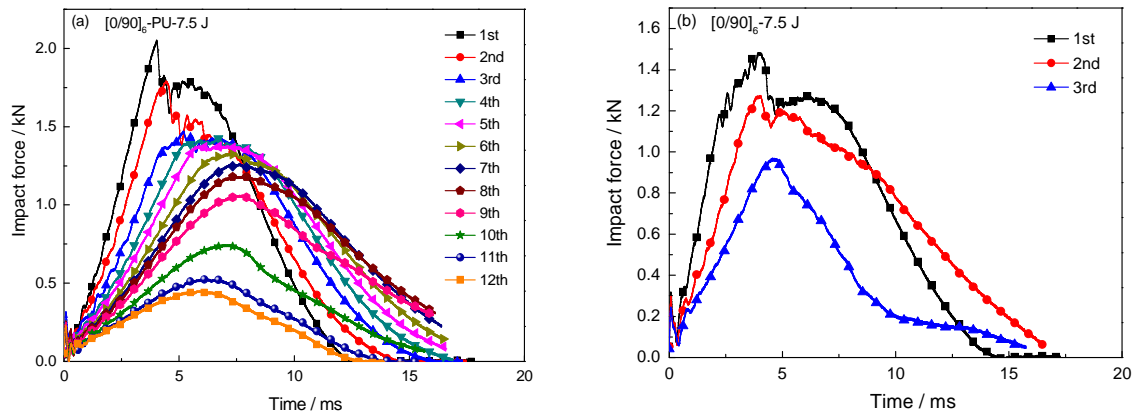 (a) [0/90]₆-PU-7.5 J
Impact force / kN
2.0
1.5
1.0
0.5
0.0
0 5 10 15 20
Time / ms
1st
2nd
3rd
4th
5th
6th
7th
8th
9th
10th
11th
12th
(b) [0/90]₆-7.5 J
Impact force / kN
1.6
1.4
1.2
1.0
0.8
0.6
0.4
0.2
0.0
0 5 10 15 20
Time / ms
1st
2nd
3rd